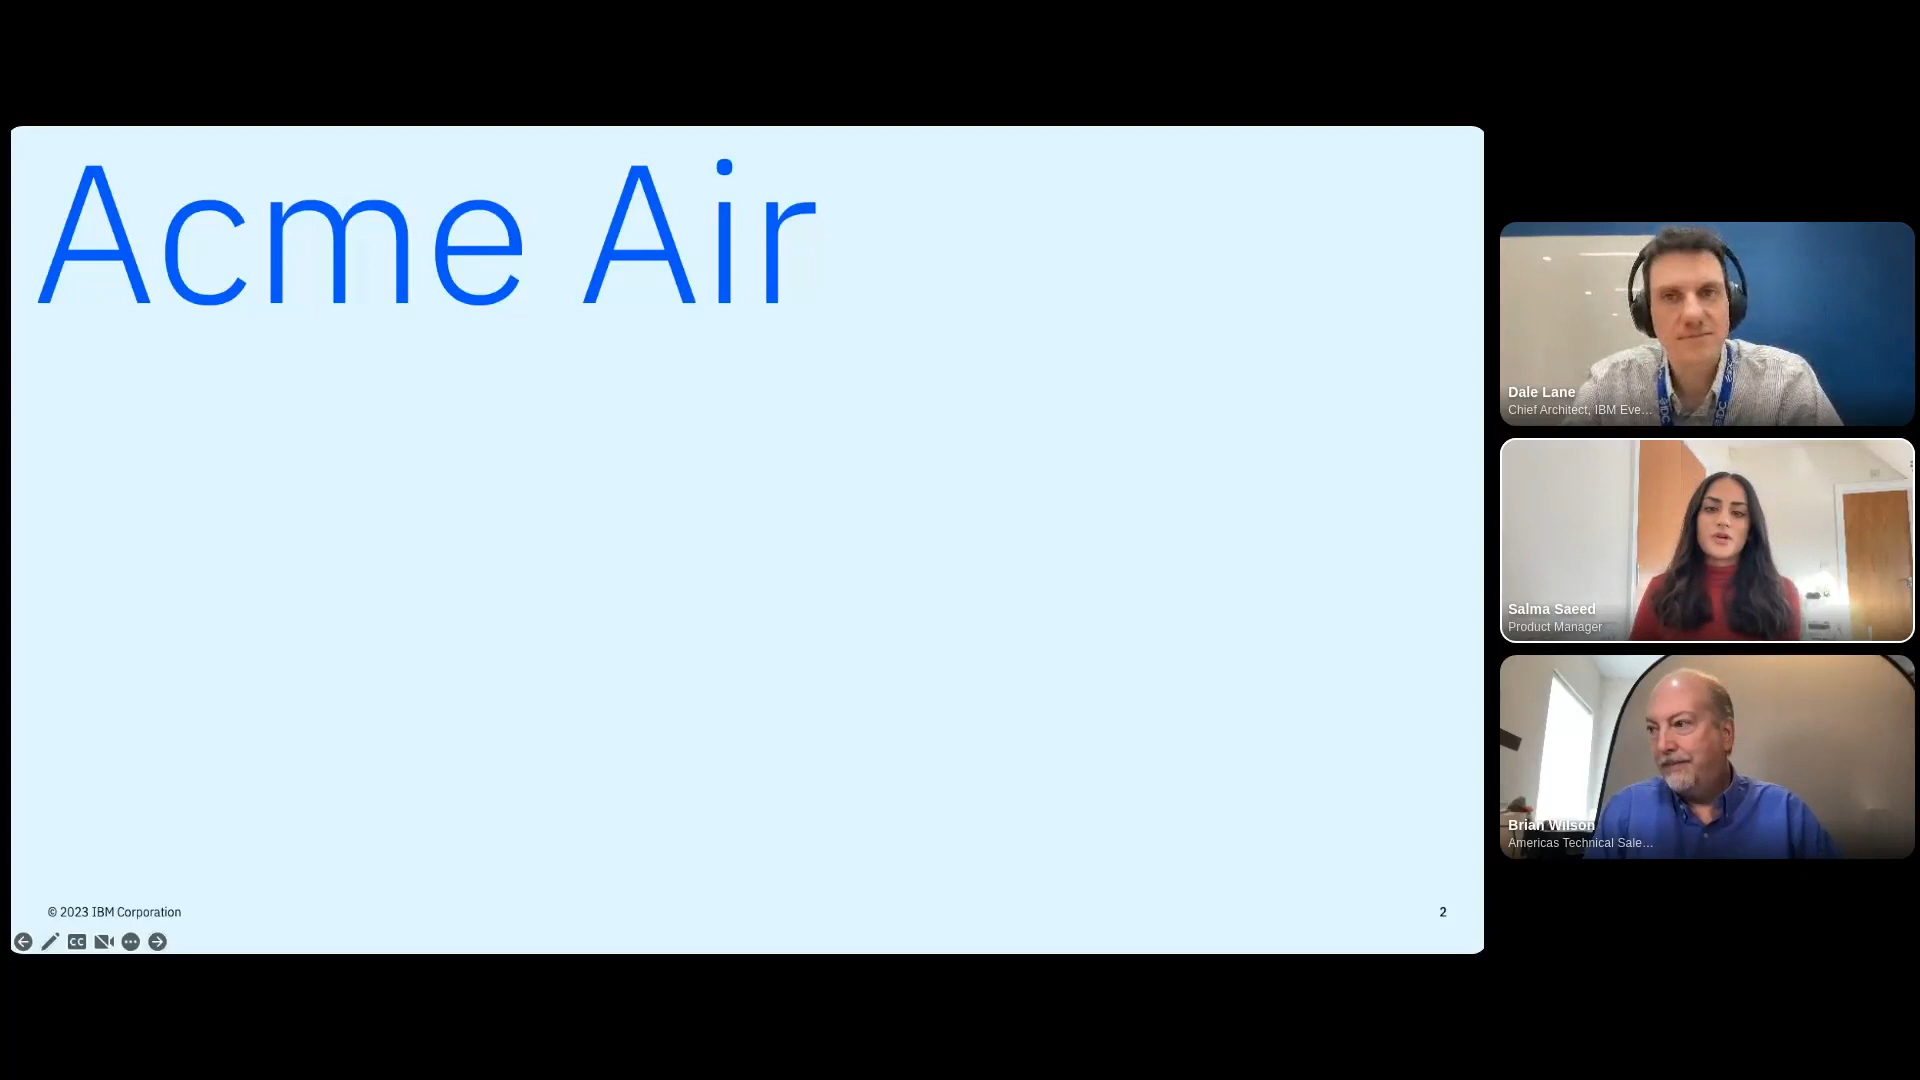 Acme Air
© 2023 IBM Corporation
2
CC
Dale Lane
Chief Architect, IBM Eve...
Salma Saeed
Product Manager
Brian Wilson
Americas Technical Sale...